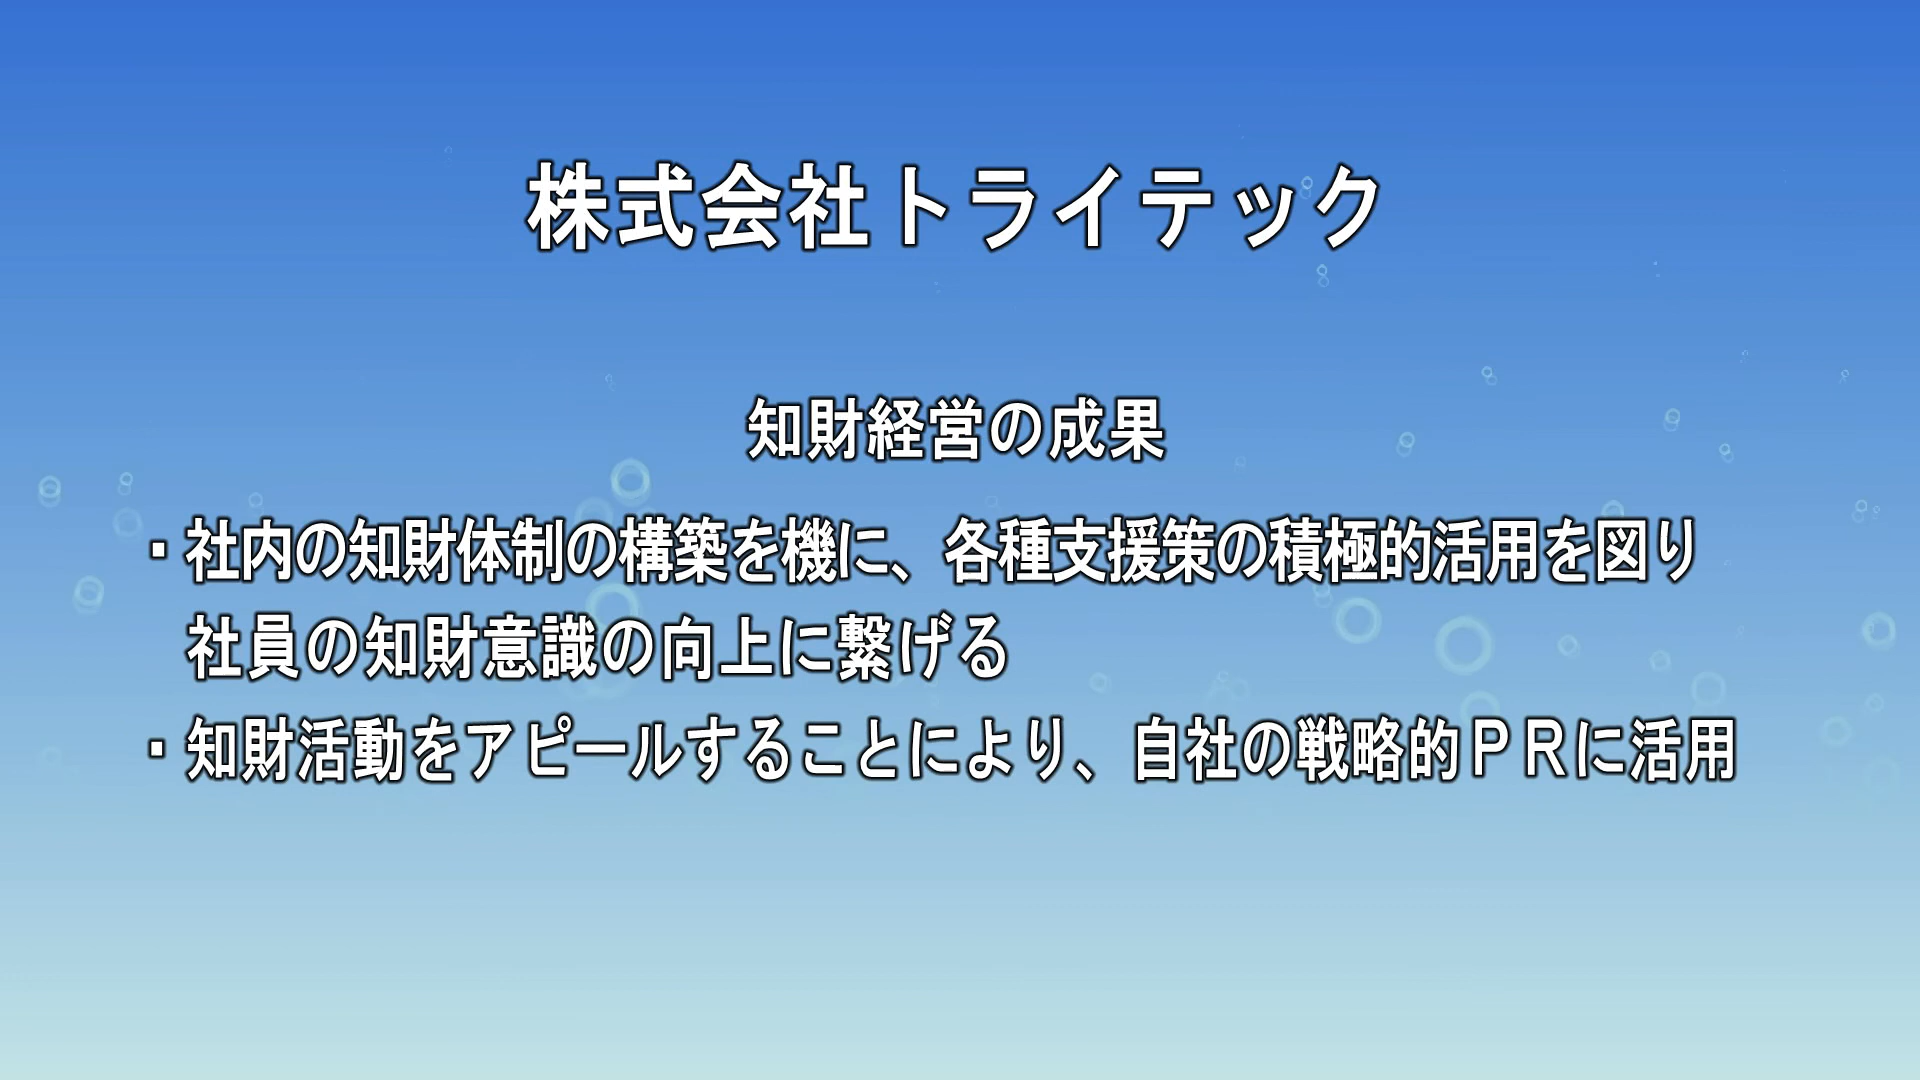 株式会社トライテック
知財経営の成果
・社内の知財体制の構築を機に、各種支援策の積極的活用を図り
社員の知財意識の向上に繋げる
・知財活動をアピールすることにより、自社の戦略的ＰＲに活用